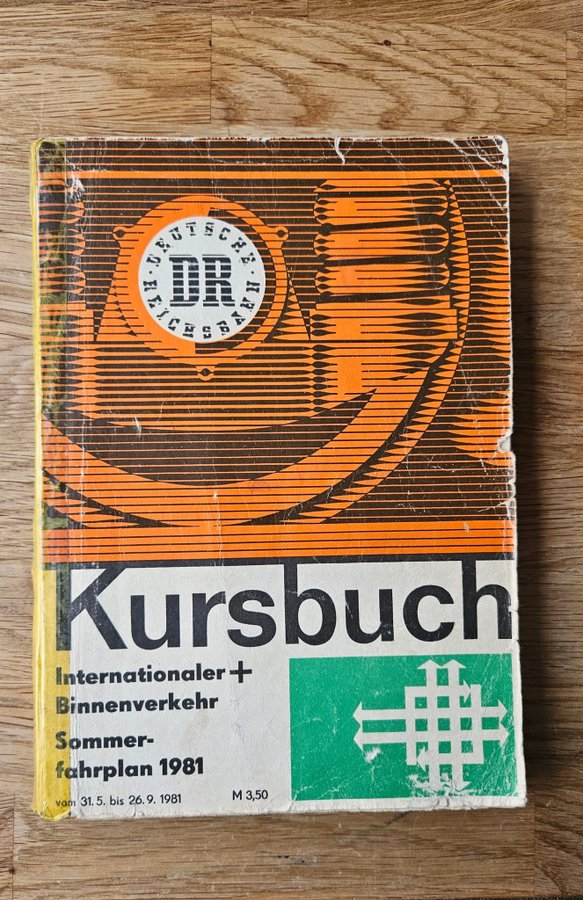 DEUTSCHE
DR
REICHSBAHN
Kursbuch
Internationaler +
Binnenverkehr
Sommer-
fahrplan 1981
vom 31.5. bis 26.9. 1981 M 3,50